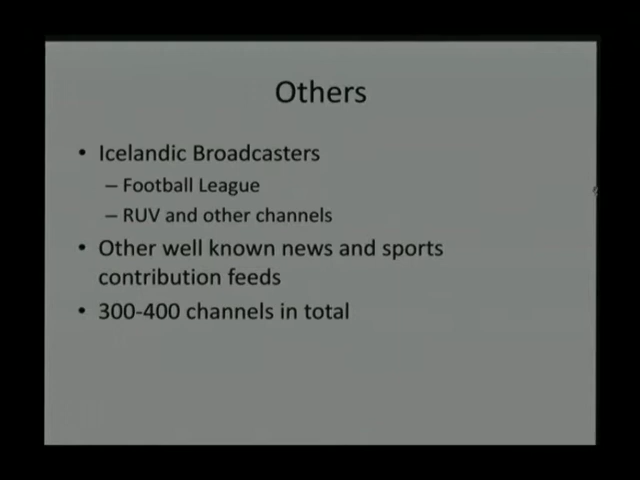 Others
• Icelandic Broadcasters
– Football League
– RUV and other channels
• Other well known news and sports
contribution feeds
• 300-400 channels in total